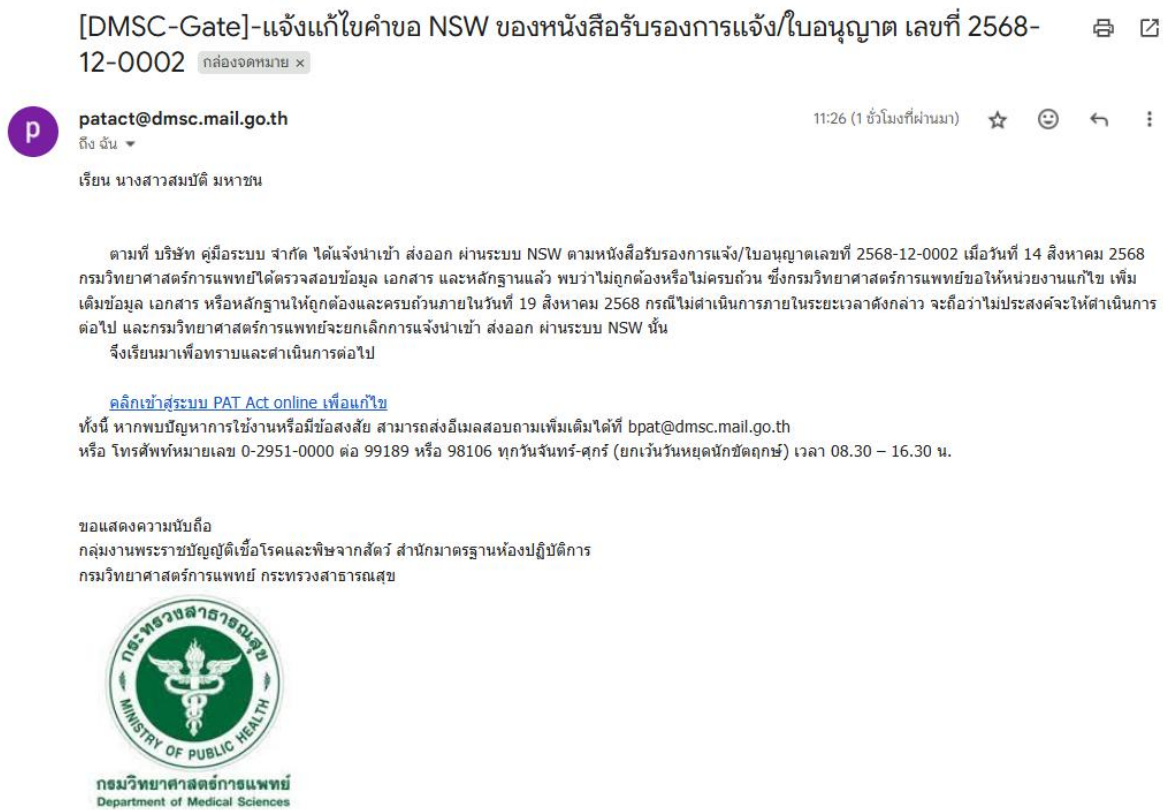 [DMSC-Gate]-แจ้งแก้ไขคำขอ NSW ของหนังสือรับรองการแจ้ง/ใบอนุญาต เลขที่ 2568-
12-0002 กล่องจดหมาย ×
p
patact@dmsc.mail.go.th
11:26 (1 ชั่วโมงที่ผ่านมา)
ถึง ฉัน
เรียน นางสาวสมบัติ มหาชน
ตามที่ บริษัท คู่มือระบบ จำกัด ได้แจ้งนำเข้า ส่งออก ผ่านระบบ NSW ตามหนังสือรับรองการแจ้ง/ใบอนุญาตเลขที่ 2568-12-0002 เมื่อวันที่ 14 สิงหาคม 2568
กรมวิทยาศาสตร์การแพทย์ได้ตรวจสอบข้อมูล เอกสาร และหลักฐานแล้ว พบว่าไม่ถูกต้องหรือไม่ครบถ้วน ซึ่งกรมวิทยาศาสตร์การแพทย์ขอให้หน่วยงานแก้ไข เพิ่ม
เติมข้อมูล เอกสาร หรือหลักฐานให้ถูกต้องและครบถ้วนภายในวันที่ 19 สิงหาคม 2568 กรณีไม่ดำเนินการภายในระยะเวลาดังกล่าว จะถือว่าไม่ประสงค์จะให้ดำเนินการ
ต่อไป และกรมวิทยาศาสตร์การแพทย์จะยกเลิกการแจ้งนำเข้า ส่งออก ผ่านระบบ NSW นั้น
จึงเรียนมาเพื่อทราบและดำเนินการต่อไป
คลิกเข้าสู่ระบบ PAT Act online เพื่อแก้ไข
ทั้งนี้ หากพบปัญหาการใช้งานหรือมีข้อสงสัย สามารถส่งอีเมลสอบถามเพิ่มเติมได้ที่ bpat@dmsc.mail.go.th
หรือ โทรศัพท์หมายเลข 0-2951-0000 ต่อ 99189 หรือ 98106 ทุกวันจันทร์-ศุกร์ (ยกเว้นวันหยุดนักขัตฤกษ์) เวลา 08.30 – 16.30 น.
ขอแสดงความนับถือ
กลุ่มงานพระราชบัญญัติเชื้อโรคและพิษจากสัตว์ สำนักมาตรฐานห้องปฏิบัติการ
กรมวิทยาศาสตร์การแพทย์ กระทรวงสาธารณสุข
กระทรวงสาธารณสุข
MINISTRY OF PUBLIC HEALTH
กรมวิทยาศาสตร์การแพทย์
Department of Medical Sciences